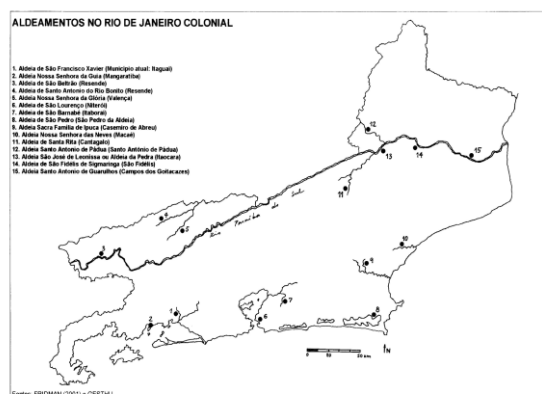 ALDEAMENTOS NO RIO DE JANEIRO COLONIAL
1. Aldeia de São Francisco Xavier (Município atual: Itaguaí)
2. Aldeia Nossa Senhora da Guia (Mangaratiba)
3. Aldeia de São Beltrão (Resende)
4. Aldeia de Santo Antonio do Rio Bonito (Resende)
5. Aldeia Nossa Senhora da Glória (Valença)
6. Aldeia de São Lourenço (Niterói)
7. Aldeia de São Barnabé (Itaboraí)
8. Aldeia de São Pedro (São Pedro da Aldeia)
9. Aldeia Sacra Família de Ipuca (Casemiro de Abreu)
10. Aldeia Nossa Senhora das Neves (Macaé)
11. Aldeia de Santa Rita (Cantagalo)
12. Aldeia Santo Antonio de Pádua (Santo Antônio de Pádua)
13. Aldeia São José de Leonissa ou Aldeia da Pedra (Itaocara)
14. Aldeia de São Fidélis de Sigmaringa (São Fidélis)
15. Aldeia Santo Antonio de Guarulhos (Campos dos Goitacazes)
12
13
14
15
11
4
5
Rio Paraíba do Sul
3
10
9
1
2
7
6
8
N
0